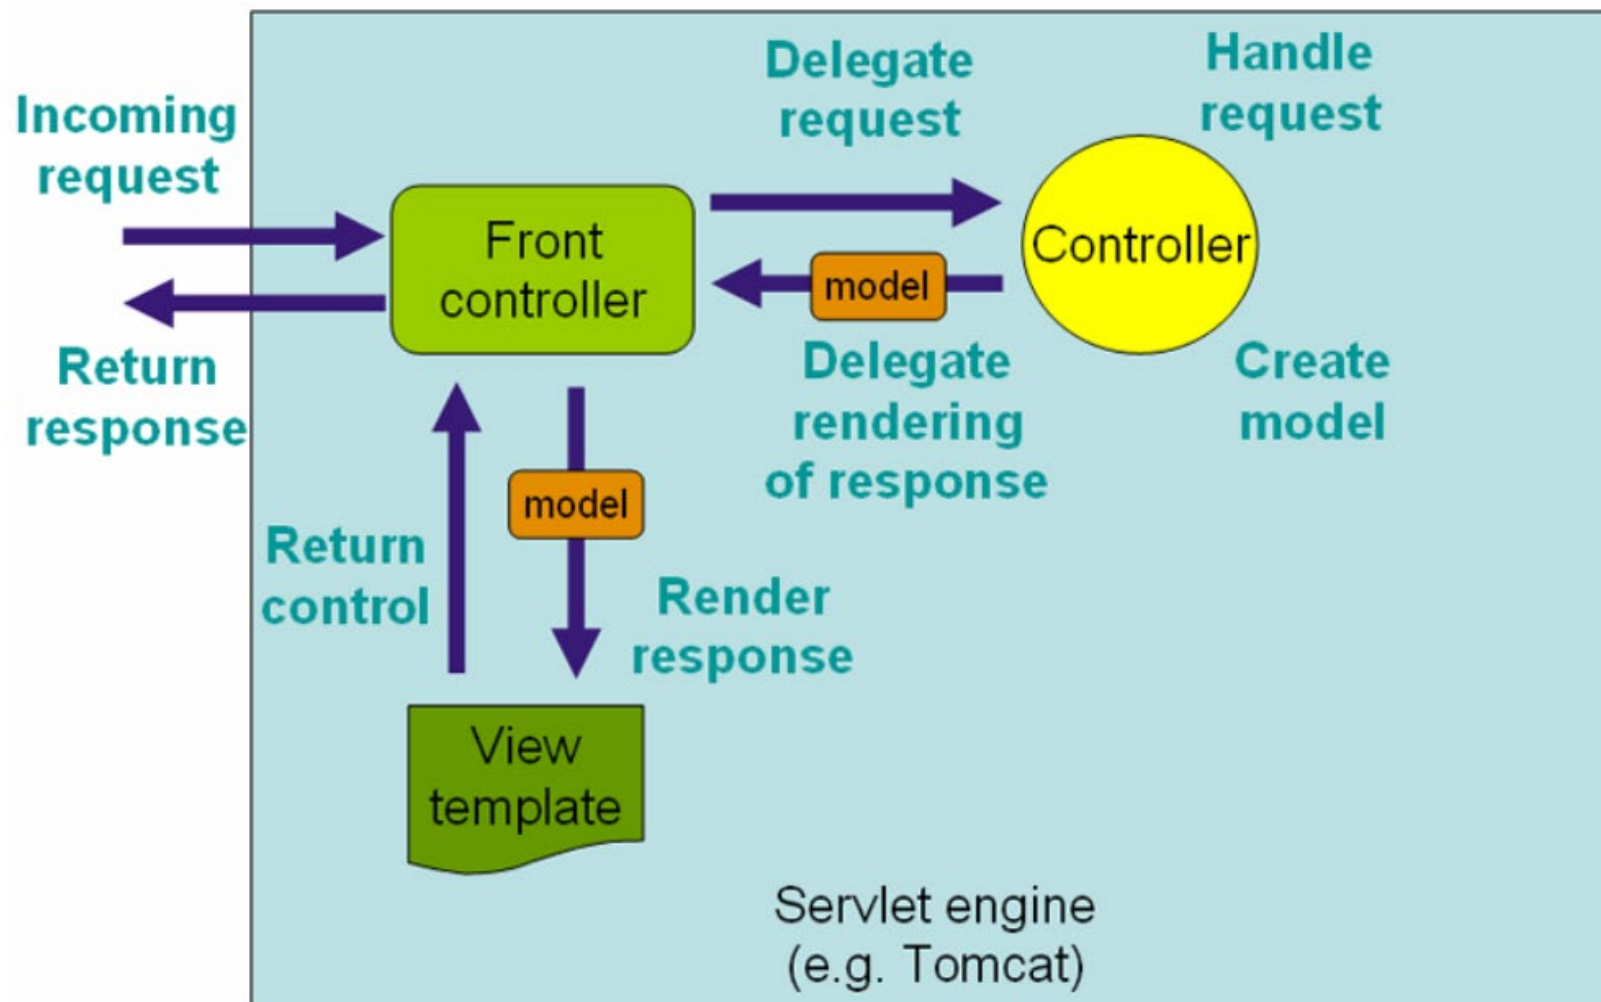 Incoming
request
Return
response
Delegate
request
Handle
request
Front
controller
Controller
model
Delegate
rendering
of response
Create
model
model
Return
control
Render
response
View
template
Servlet engine
(e.g. Tomcat)